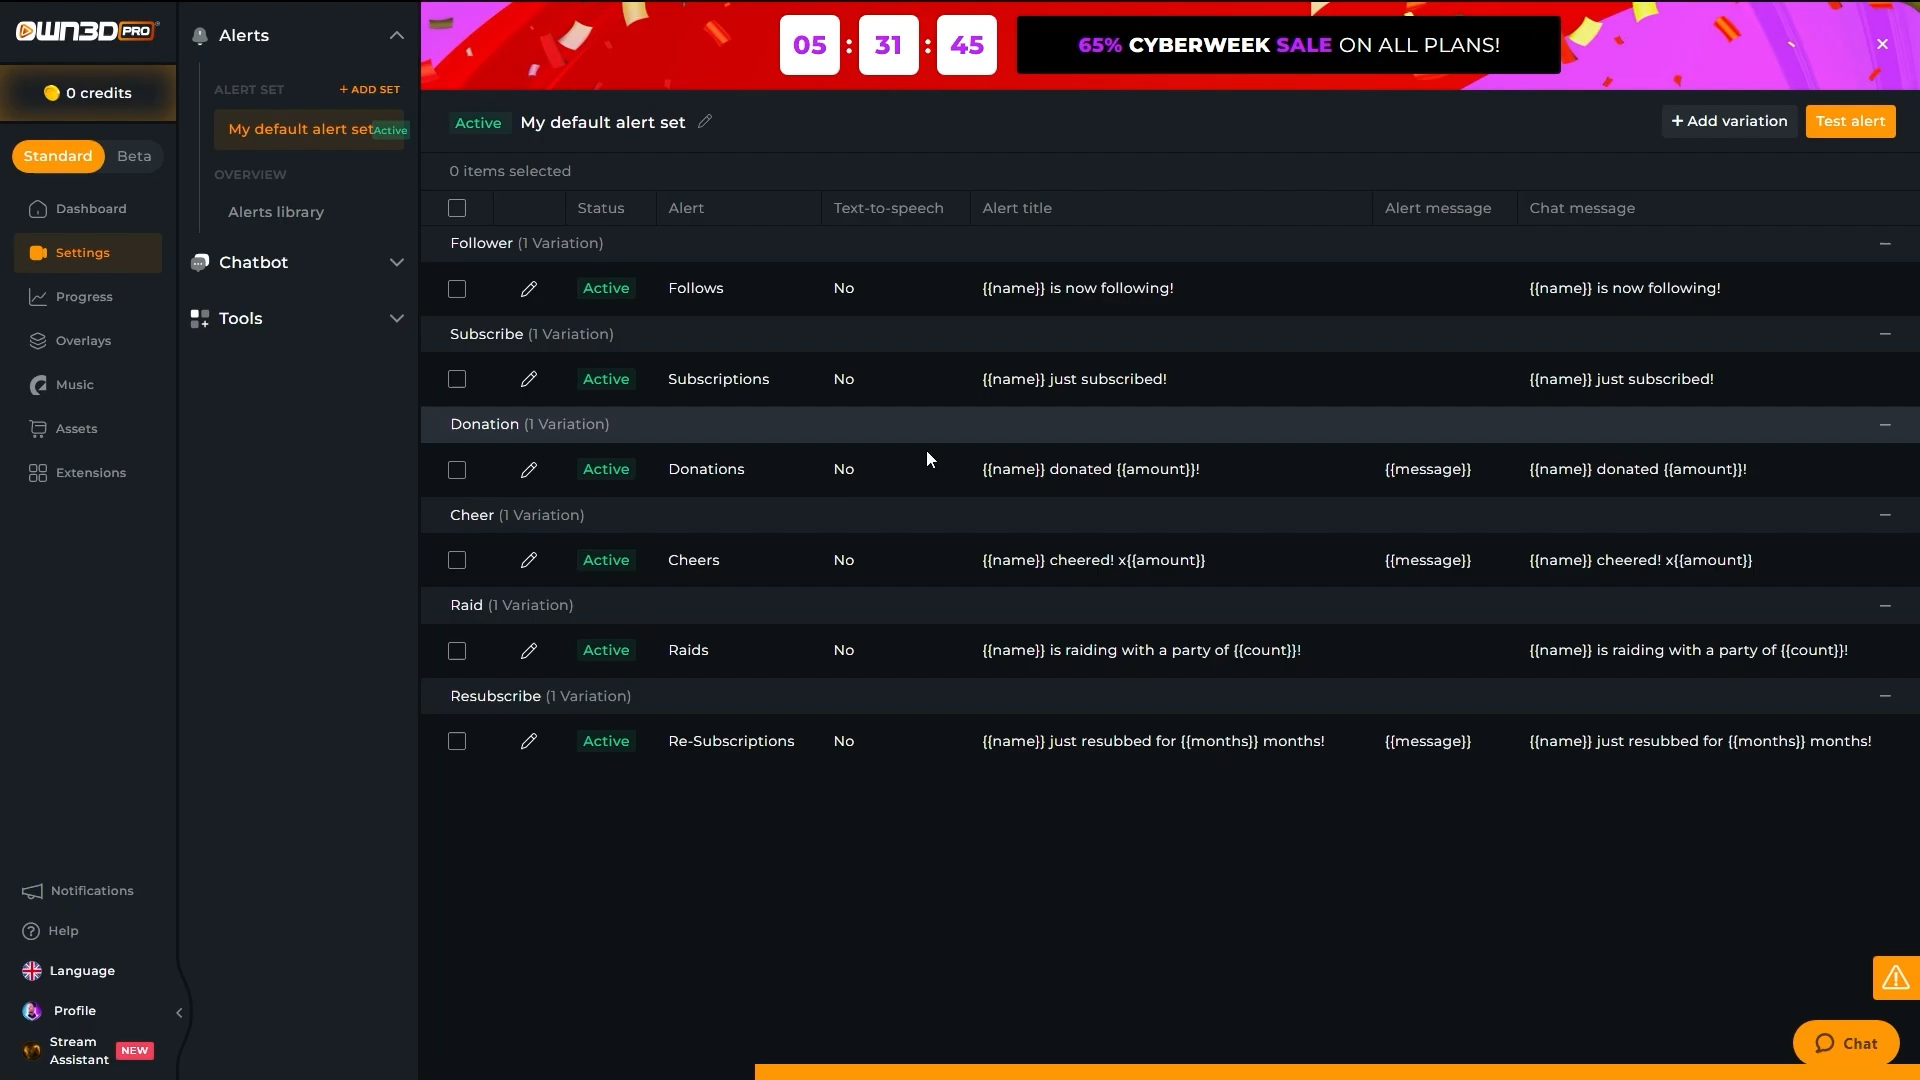 OWN3D PRO
0 credits
Standard
Beta
Dashboard
Settings
Progress
Overlays
Music
Assets
Extensions
Notifications
Help
Language
Profile
Stream
Assistant
NEW
Alerts
ALERT SET
+ ADD SET
My default alert set
Active
OVERVIEW
Alerts library
Chatbot
Tools
05 : 31 : 45
65% CYBERWEEK SALE ON ALL PLANS!
Active My default alert set
+ Add variation
Test alert
0 items selected
Status Alert Text-to-speech Alert title Alert message Chat message
Follower (1 Variation)
Active Follows No {{name}} is now following! {{name}} is now following!
Subscribe (1 Variation)
Active Subscriptions No {{name}} just subscribed! {{name}} just subscribed!
Donation (1 Variation)
Active Donations No {{name}} donated {{amount}}! {{message}} {{name}} donated {{amount}}!
Cheer (1 Variation)
Active Cheers No {{name}} cheered! x{{amount}} {{message}} {{name}} cheered! x{{amount}}
Raid (1 Variation)
Active Raids No {{name}} is raiding with a party of {{count}}! {{name}} is raiding with a party of {{count}}!
Resubscribe (1 Variation)
Active Re-Subscriptions No {{name}} just resubbed for {{months}} months! {{message}} {{name}} just resubbed for {{months}} months!
Chat